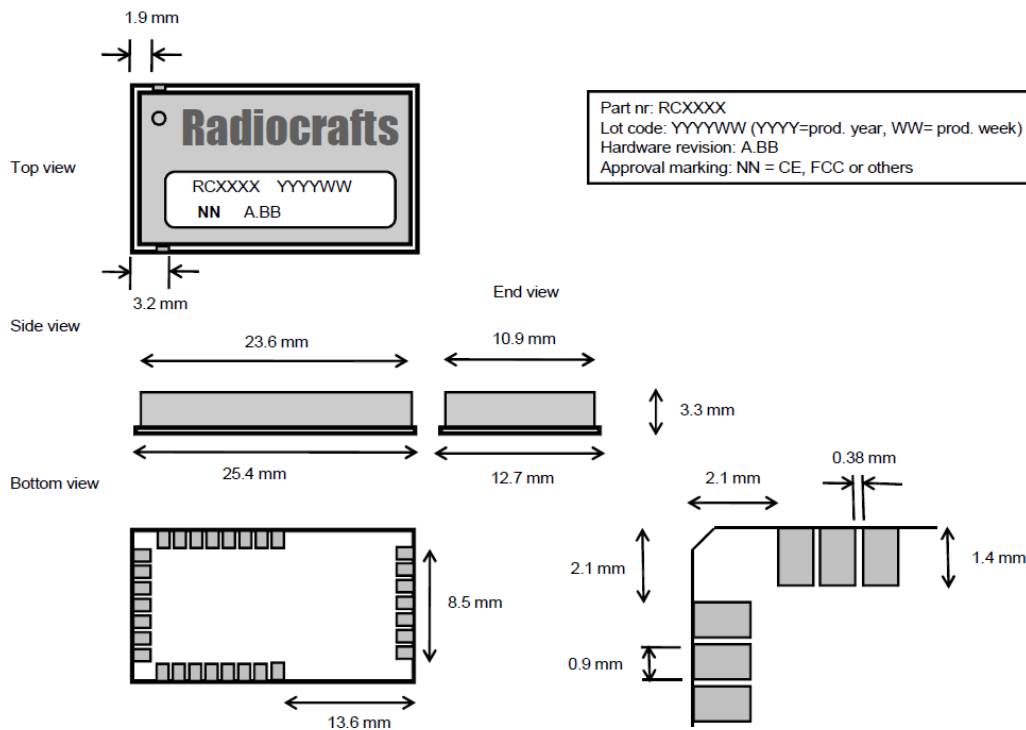 1.9 mm
Radiocrafts
RCXXXX YYYYWW
NN A.BB
Top view
Part nr: RCXXXX
Lot code: YYYYWW (YYYY=prod. year, WW= prod. week)
Hardware revision: A.BB
Approval marking: NN = CE, FCC or others
3.2 mm
End view
Side view
23.6 mm
10.9 mm
3.3 mm
25.4 mm
12.7 mm
Bottom view
0.38 mm
2.1 mm
2.1 mm
1.4 mm
8.5 mm
0.9 mm
13.6 mm